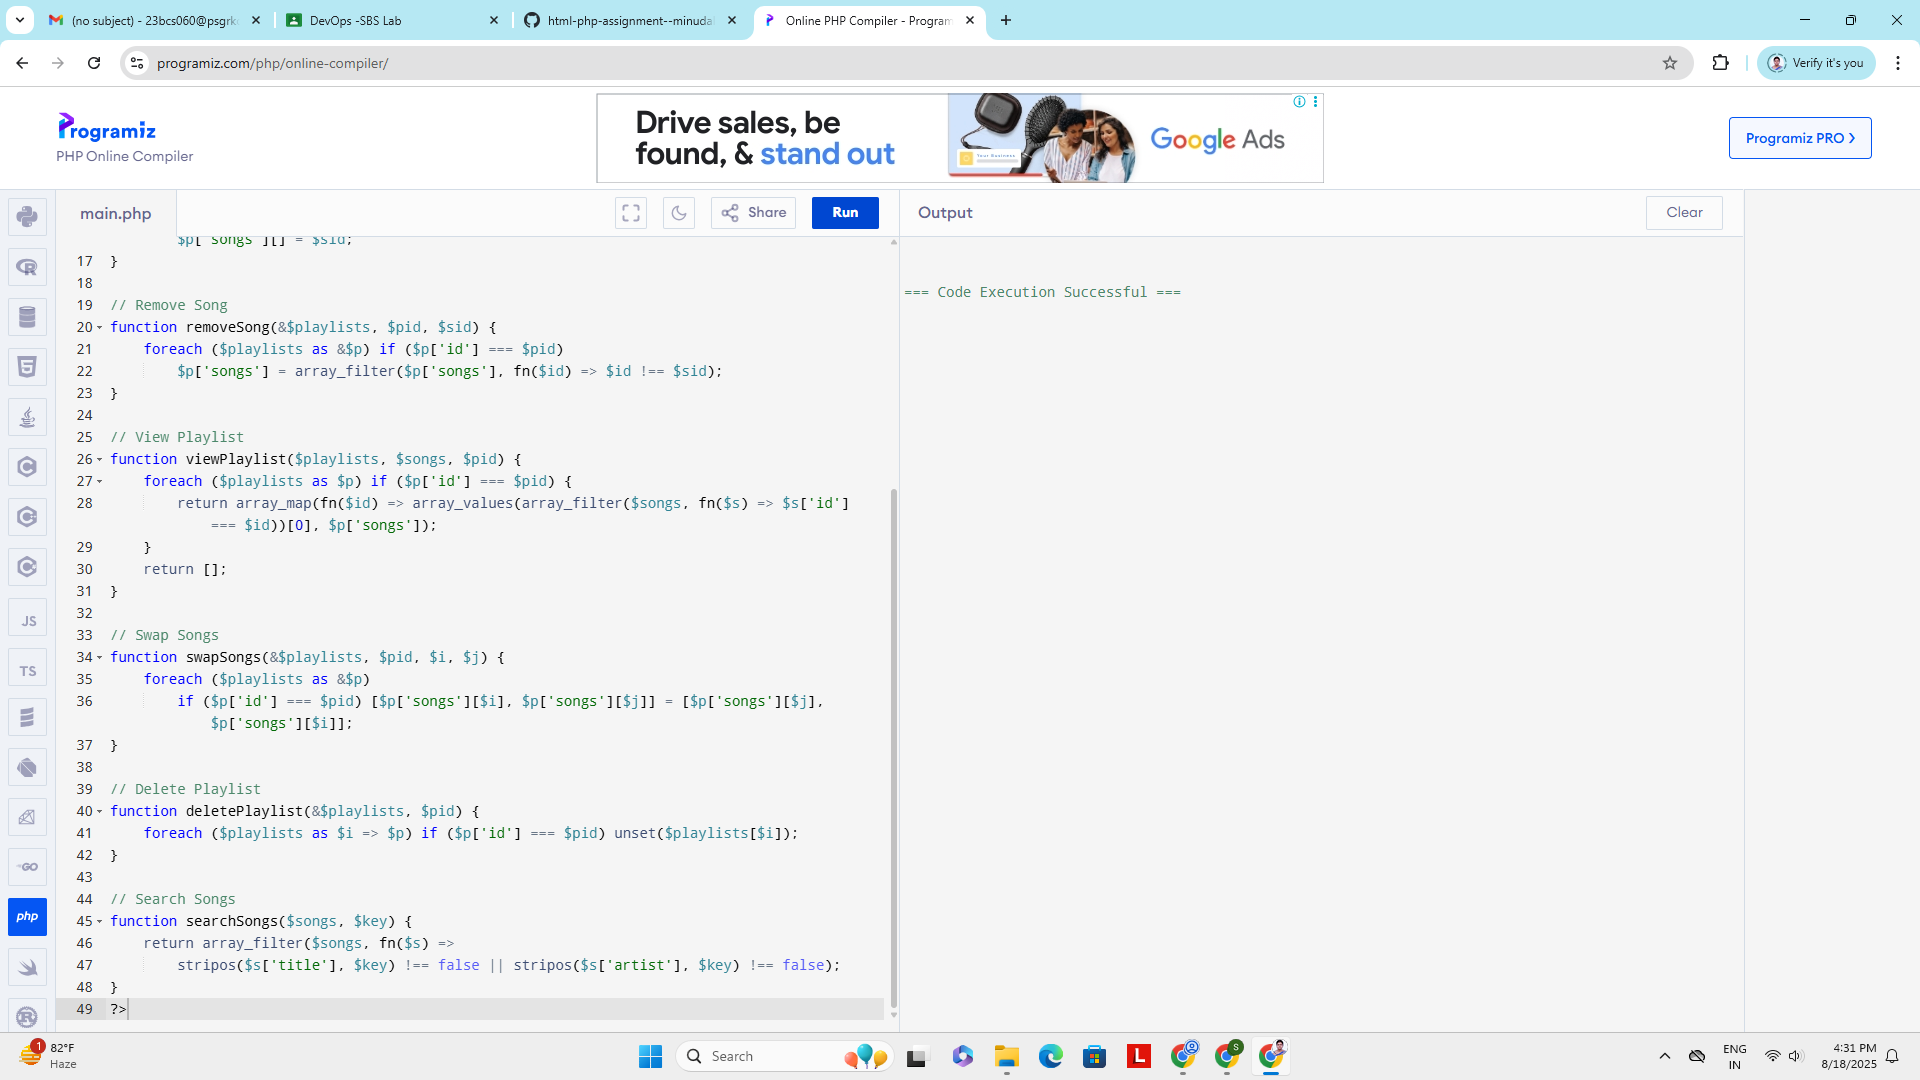 (no subject) - 23bcs060@psgrkc
DevOps -SBS Lab
html-php-assignment--minudal
Online PHP Compiler - Program
programiz.com/php/online-compiler/
Verify it's you
Programiz
PHP Online Compiler
Drive sales, be
found, & stand out
Your Business
Google Ads
Programiz PRO
main.php
Share
Run
Output
Clear
$p['songs'][] = $sid;
17 }
18
19 // Remove Song
20 function removeSong(&$playlists, $pid, $sid) {
21 foreach ($playlists as &$p) if ($p['id'] === $pid)
22 $p['songs'] = array_filter($p['songs'], fn($id) => $id !== $sid);
23 }
24
25 // View Playlist
26 function viewPlaylist($playlists, $songs, $pid) {
27 foreach ($playlists as $p) if ($p['id'] === $pid) {
28 return array_map(fn($id) => array_values(array_filter($songs, fn($s) => $s['id']
=== $id))[0], $p['songs']);
29 }
30 return [];
31 }
32
33 // Swap Songs
34 function swapSongs(&$playlists, $pid, $i, $j) {
35 foreach ($playlists as &$p)
36 if ($p['id'] === $pid) [$p['songs'][$i], $p['songs'][$j]] = [$p['songs'][$j],
$p['songs'][$i]];
37 }
38
39 // Delete Playlist
40 function deletePlaylist(&$playlists, $pid) {
41 foreach ($playlists as $i => $p) if ($p['id'] === $pid) unset($playlists[$i]);
42 }
43
44 // Search Songs
45 function searchSongs($songs, $key) {
46 return array_filter($songs, fn($s) =>
47 stripos($s['title'], $key) !== false || stripos($s['artist'], $key) !== false);
48 }
49 ?>
=== Code Execution Successful ===
JS
TS
GO
php
1
82°F
Haze
Search
L
S
ENG
IN
4:31 PM
8/18/2025